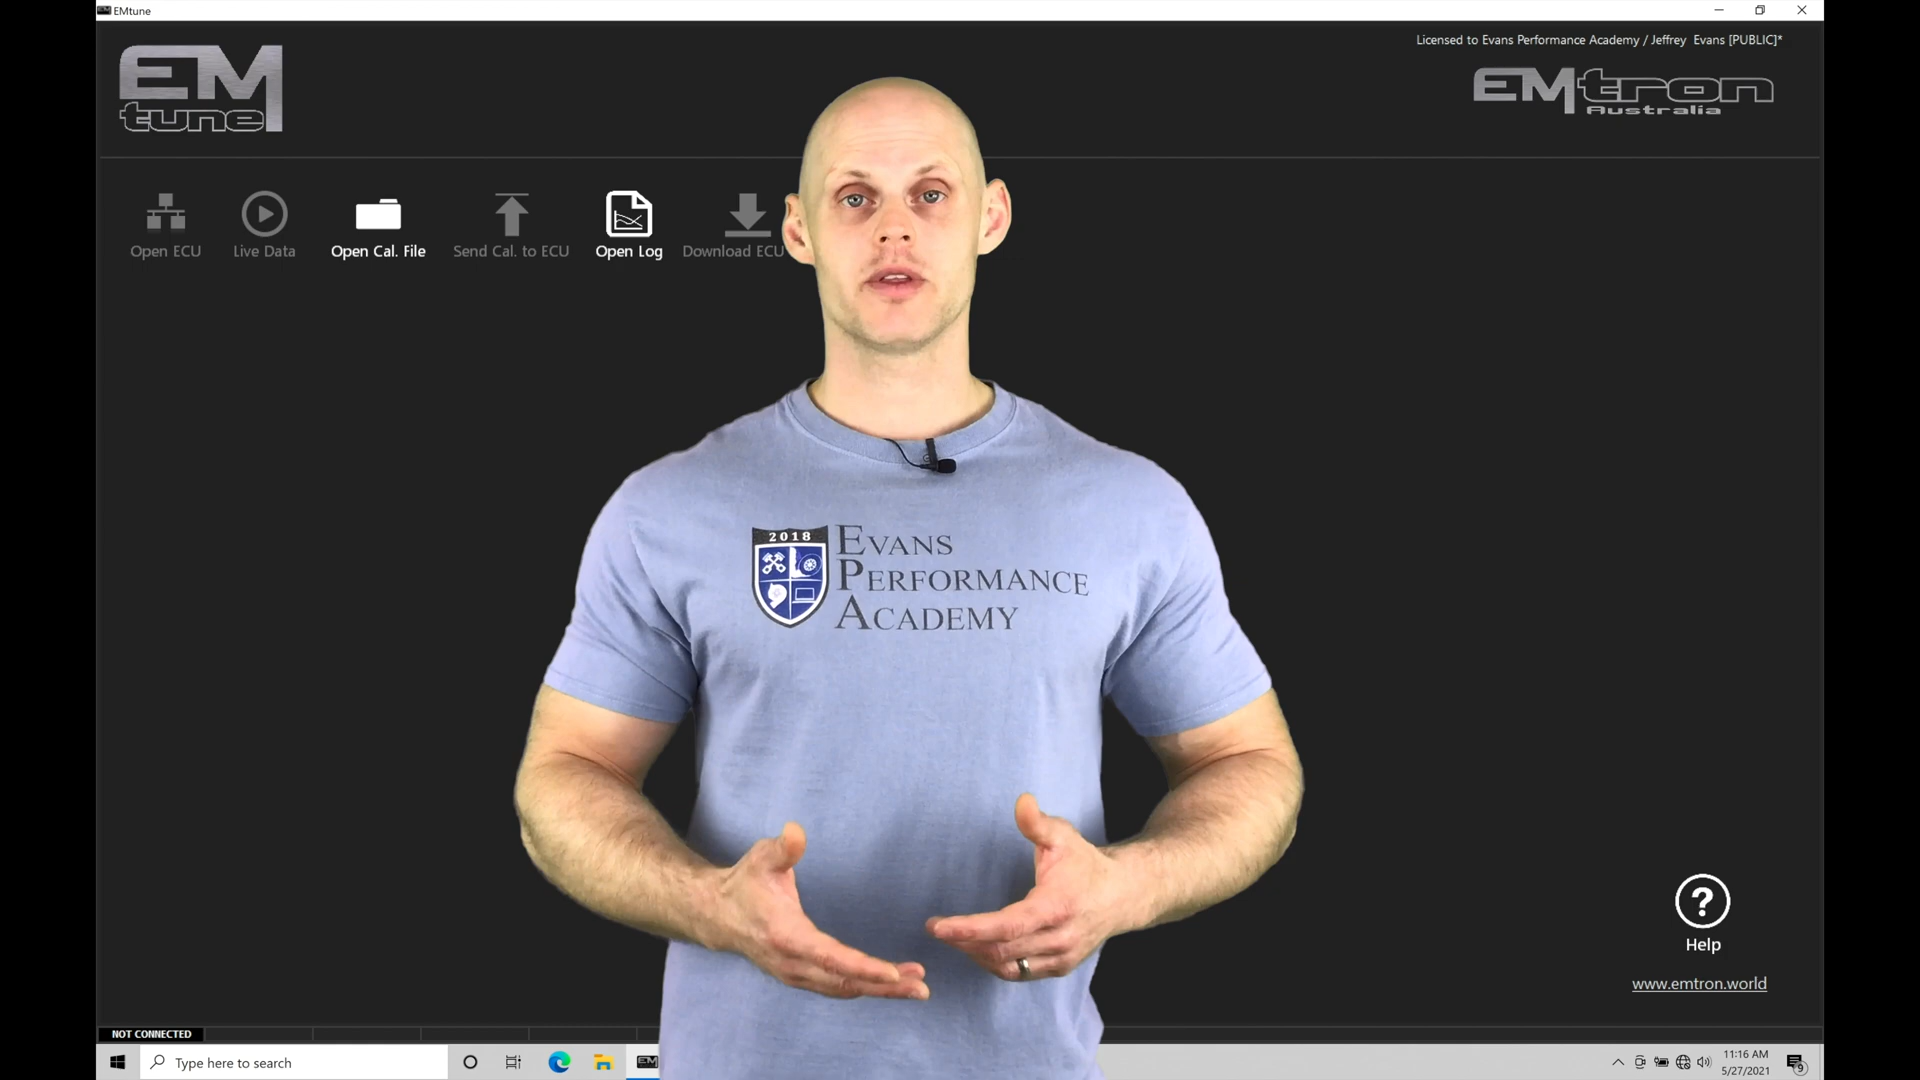 EMtune
Licensed to Evans Performance Academy / Jeffrey Evans [PUBLIC]*
EM
tune
EMtron
Australia
Open ECU
Live Data
Open Cal. File
Send Cal. to ECU
Open Log
Download ECU
2018
EVANS
PERFORMANCE
ACADEMY
?
Help
www.emtron.world
NOT CONNECTED
Type here to search
EM
11:16 AM
5/27/2021
9